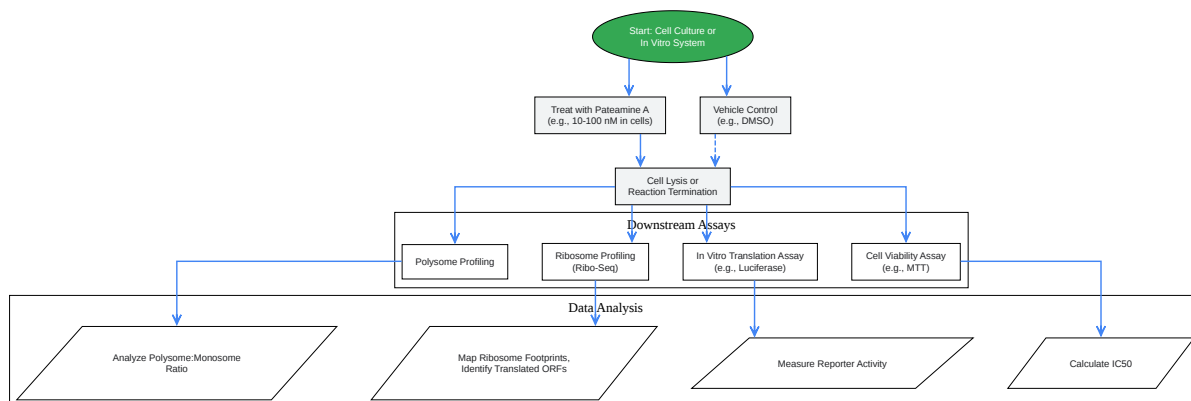 Start: Cell Culture or
In Vitro System
Treat with Pateamine A
(e.g., 10-100 nM in cells)
Vehicle Control
(e.g., DMSO)
Cell Lysis or
Reaction Termination
Downstream Assays
Polysome Profiling
Ribosome Profiling
(Ribo-Seq)
In Vitro Translation Assay
(e.g., Luciferase)
Cell Viability Assay
(e.g., MTT)
Data Analysis
Analyze Polysome:Monosome
Ratio
Map Ribosome Footprints,
Identify Translated ORFs
Measure Reporter Activity
Calculate IC50